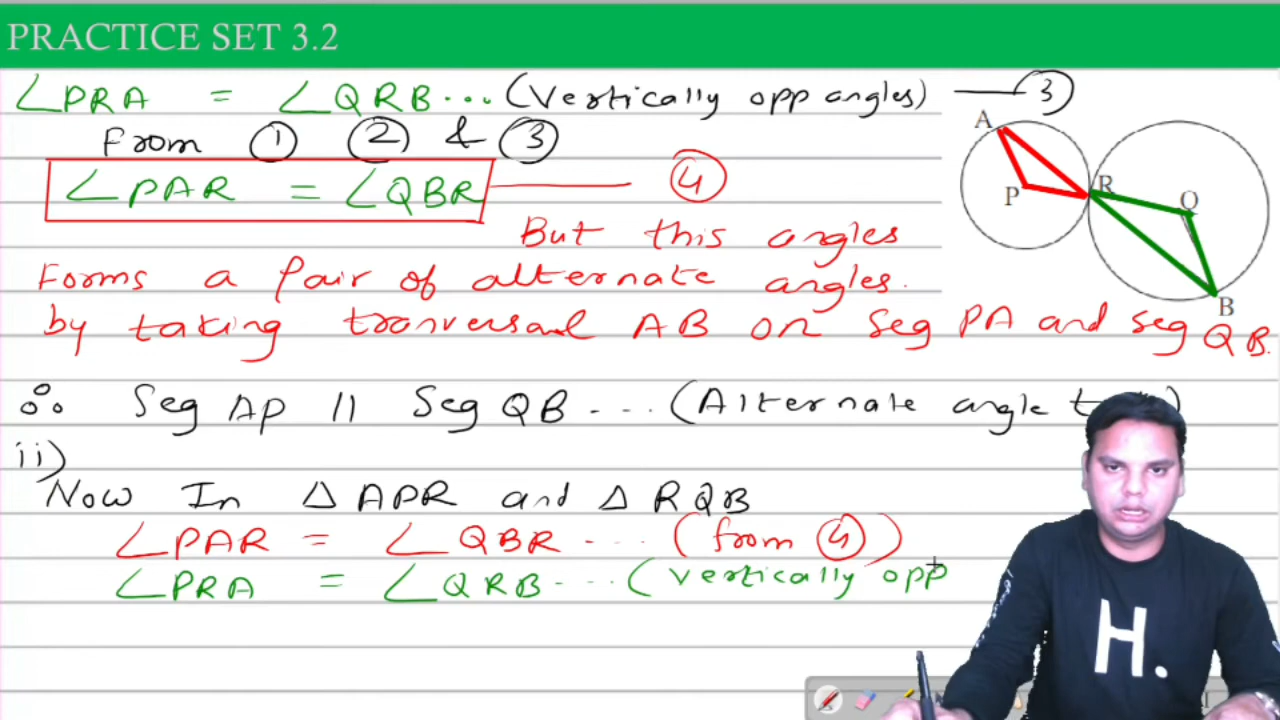 PRACTICE SET 3.2
∠PRA = ∠QRB... (Vertically opp angles) — ③
From ① ② & ③
∠PAR = ∠QBR — ④
But this angles
Forms a pair of alternate angles.
by taking tranversal AB on seg PA and seg QB.
∴ Seg AP || Seg QB ... (Alternate angle
ii)
Now In △ APR and △ RQB
∠PAR = ∠QBR ... (from ④)
∠PRA = ∠QRB ... (vertically opp
A
P
R
Q
B
H.